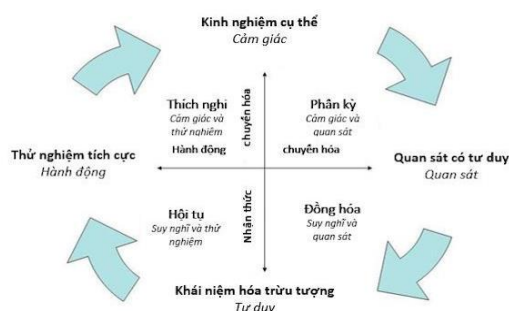 Kinh nghiệm cụ thể
Cảm giác
Thích nghi
Cảm giác và
thử nghiệm
Hành động
chuyển hóa
Phân kỳ
Cảm giác và
quan sát
chuyển hóa
Thử nghiệm tích cực
Hành động
Quan sát có tư duy
Quan sát
Hội tụ
Suy nghĩ và thử
nghiệm
Nhận thức
Đồng hóa
Suy nghĩ và
quan sát
Khái niệm hóa trừu tượng
Tư duy